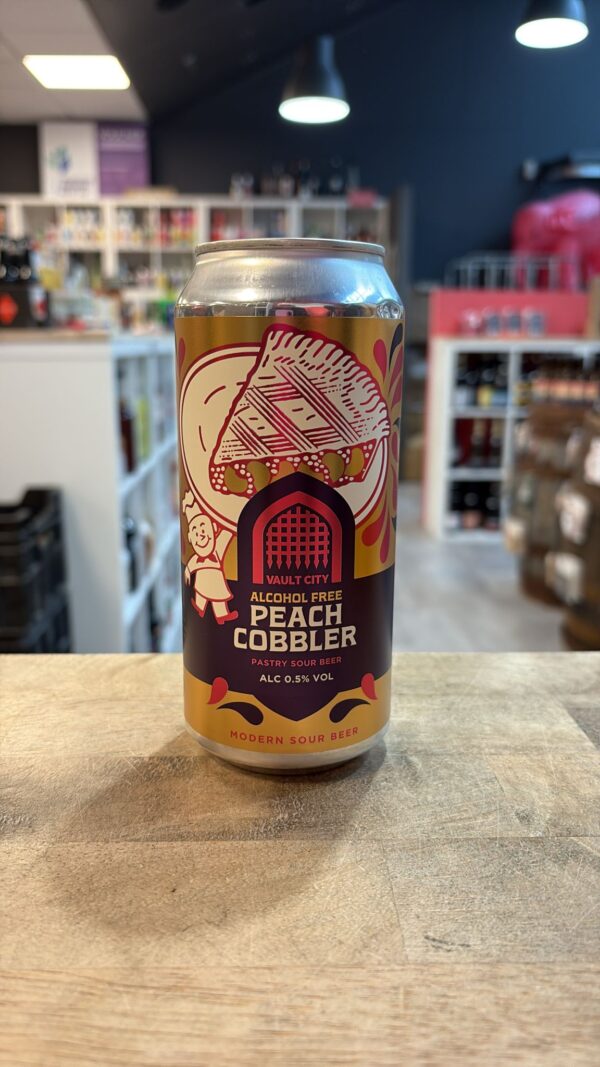 VAULT CITY
ALCOHOL FREE
PEACH
COBBLER
PASTRY SOUR BEER
ALC 0.5% VOL
MODERN SOUR BEER